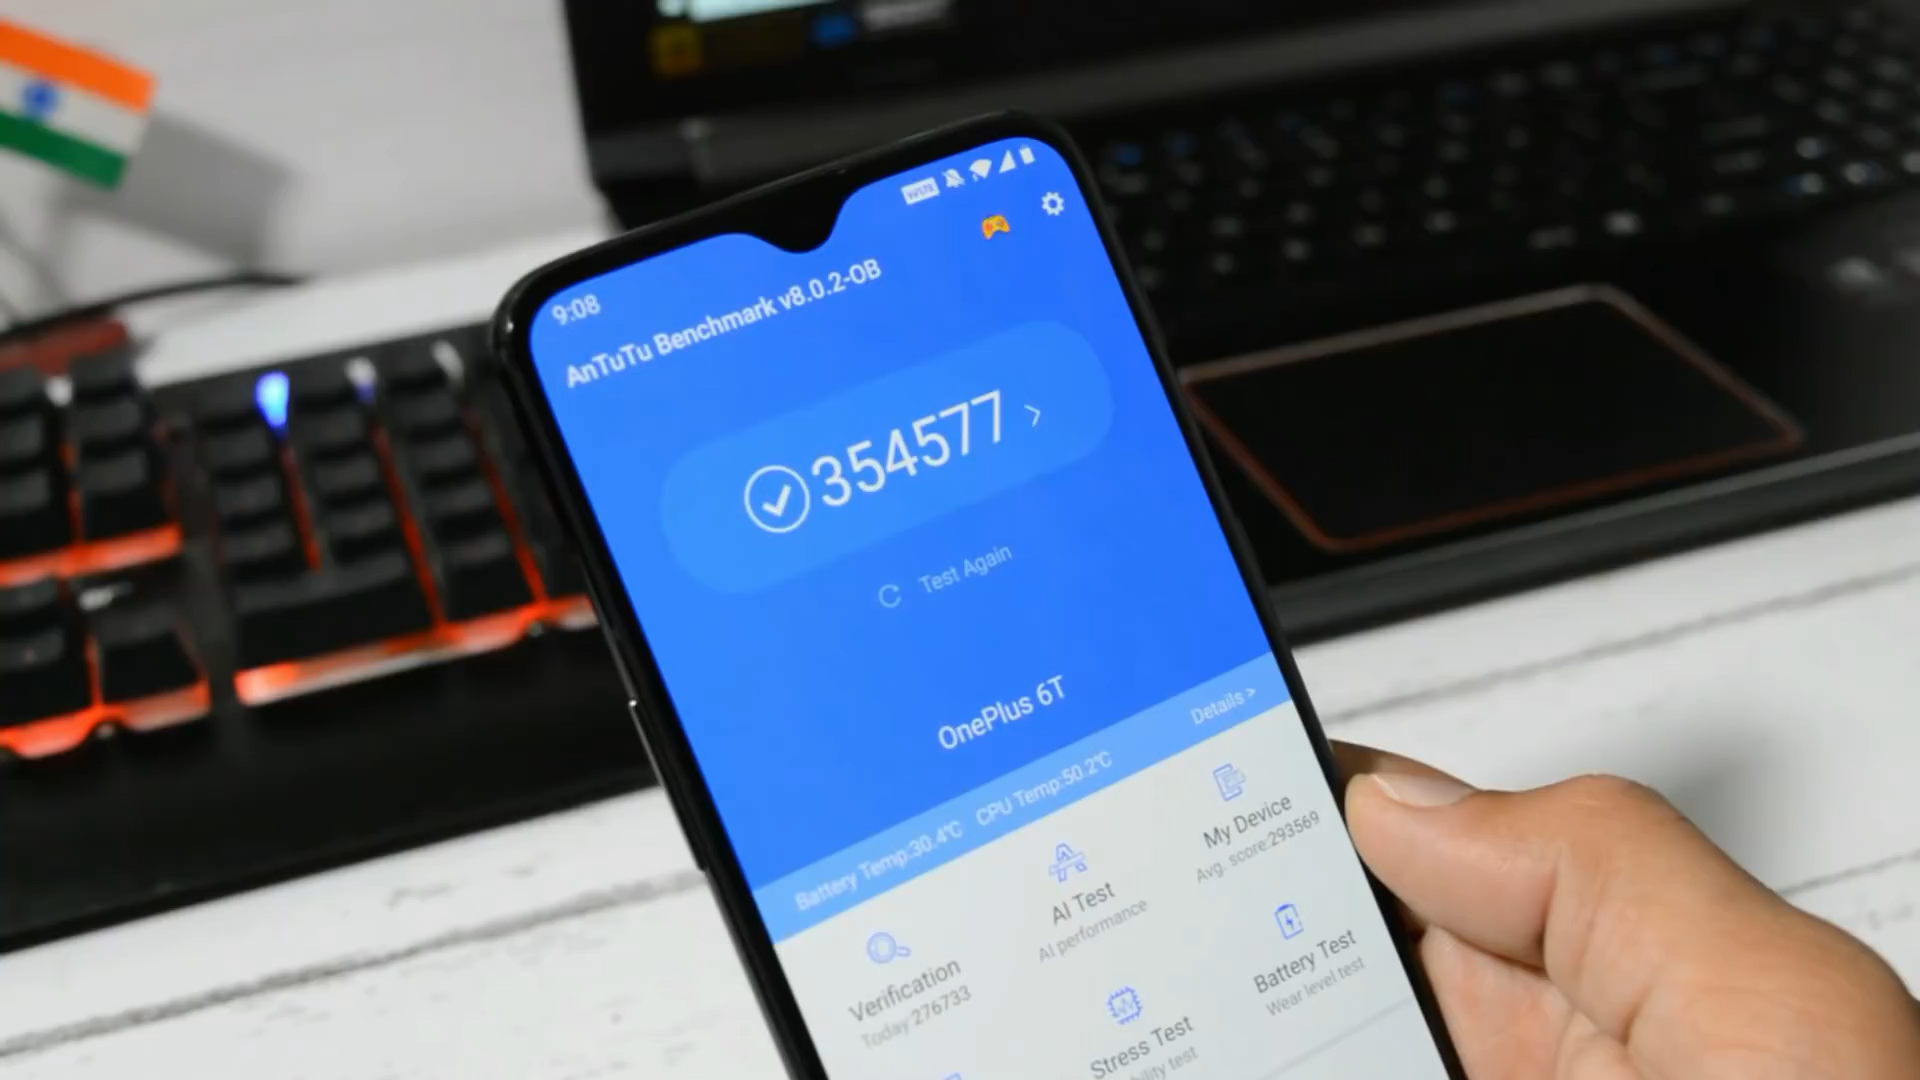 9:08
AnTuTu Benchmark v8.0.2-OB
354577
Test Again
OnePlus 6T
Battery Temp:30.4℃ CPU Temp:50.2℃ Details >
Verification
Today 276733
AI Test
AI performance
My Device
Avg. score:293569
Stress Test
test
Battery Test
Wear level test